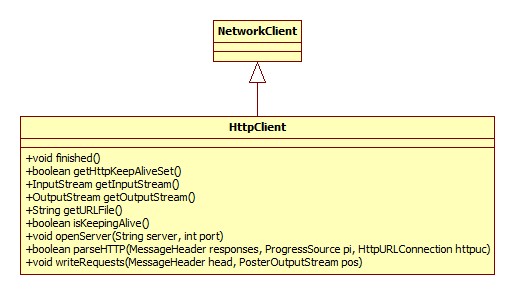 NetworkClient
HttpClient
+void finished()
+boolean getHttpKeepAliveSet()
+InputStream getInputStream()
+OutputStream getOutputStream()
+String getURLFile()
+boolean isKeepingAlive()
+void openServer(String server, int port)
+boolean parseHTTP(MessageHeader responses, ProgressSource pi, HttpURLConnection httpuc)
+void writeRequests(MessageHeader head, PosterOutputStream pos)